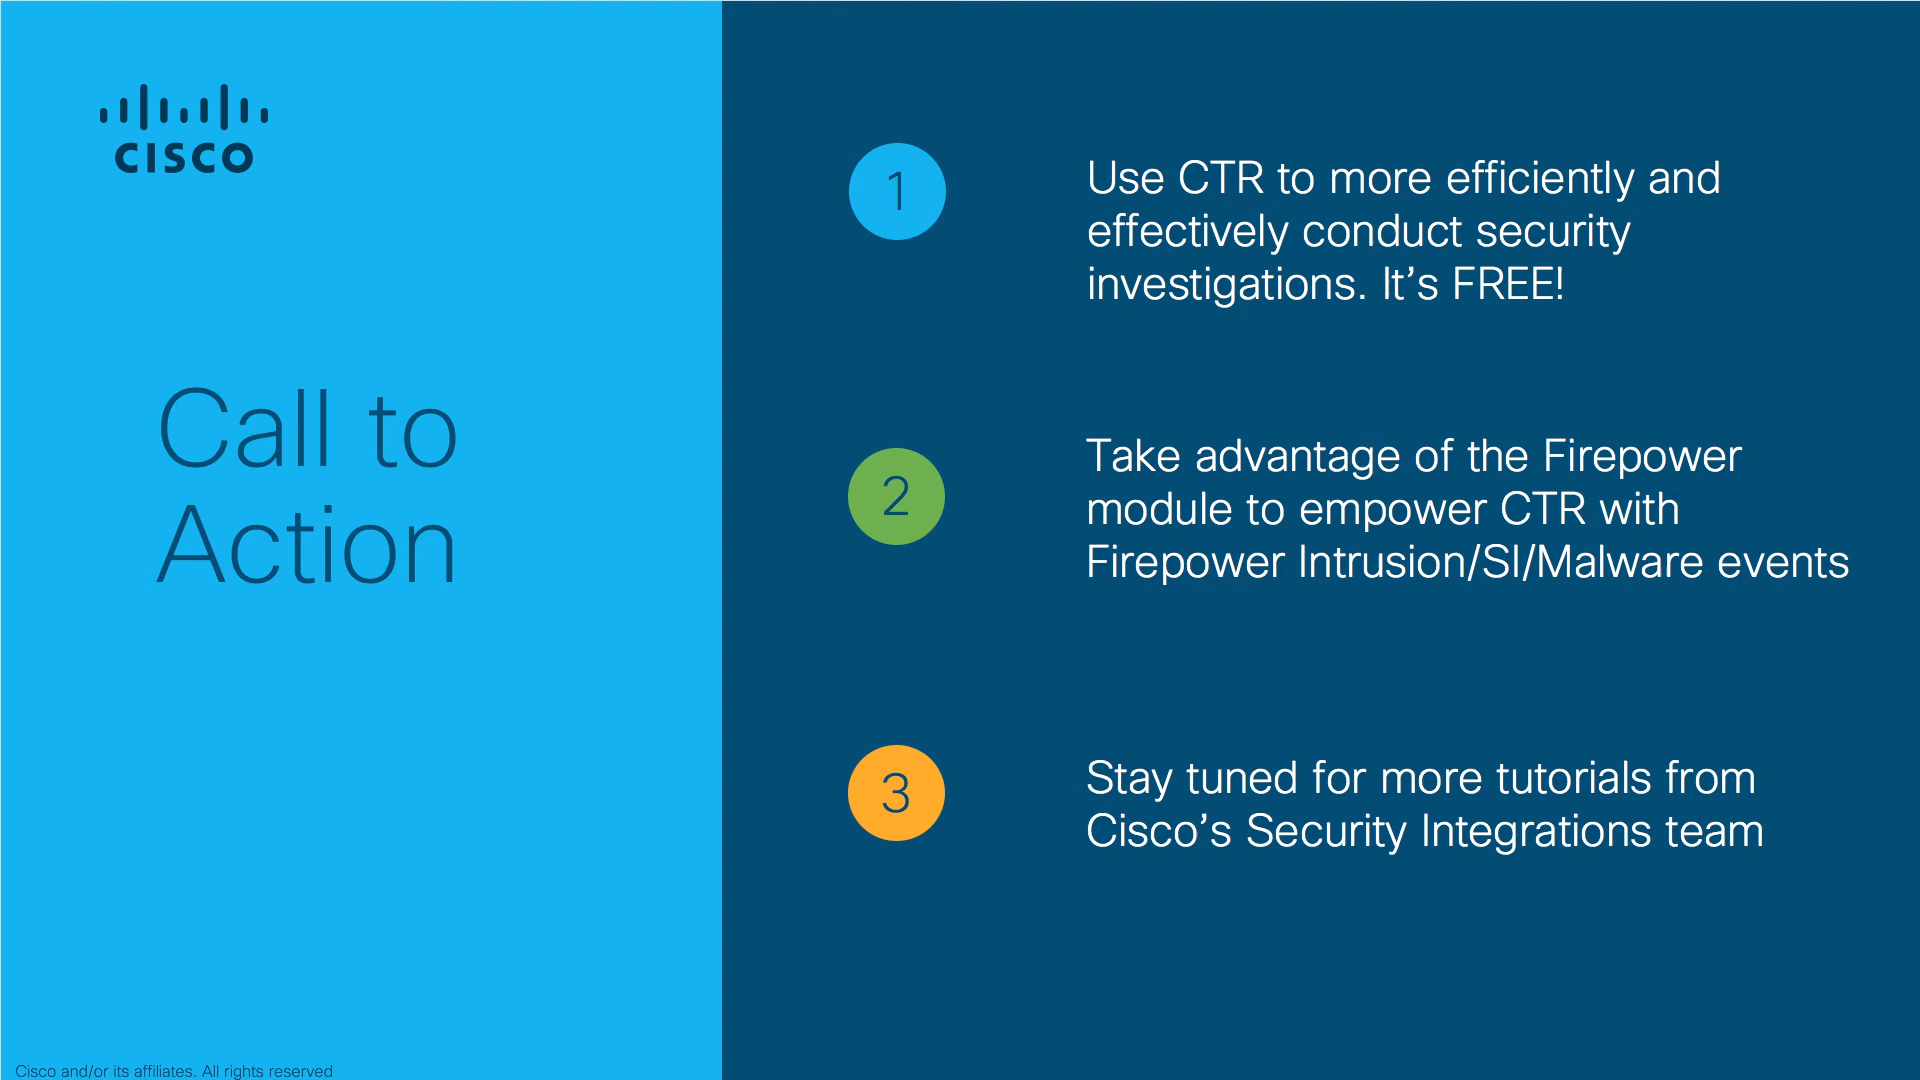 CISCO
Call to
Action
1
Use CTR to more efficiently and
effectively conduct security
investigations. It’s FREE!
2
Take advantage of the Firepower
module to empower CTR with
Firepower Intrusion/SI/Malware events
3
Stay tuned for more tutorials from
Cisco’s Security Integrations team
Cisco and/or its affiliates. All rights reserved